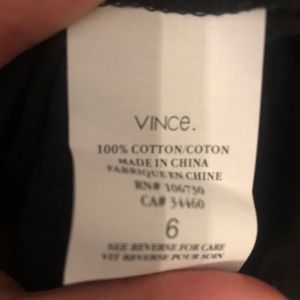 VINCE.
100% COTTON/COTON
MADE IN CHINA
FABRIQUE EN CHINE
RN# 106730
CA# 34460
6
SEE REVERSE FOR CARE
VIT REVERSE POUR SOIN